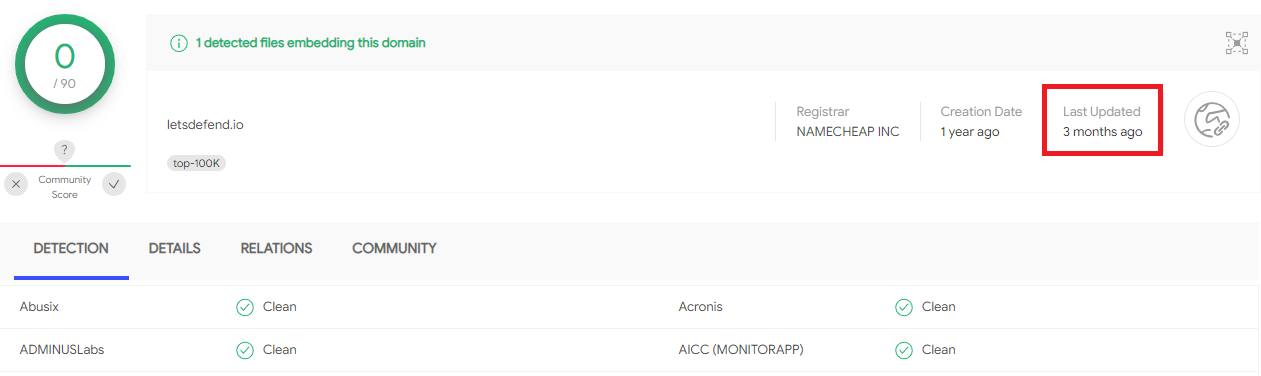 0
/ 90
?
Community
Score
1 detected files embedding this domain
letsdefend.io
top-100K
Registrar
NAMECHEAP INC
Creation Date
1 year ago
Last Updated
3 months ago
DETECTION DETAILS RELATIONS COMMUNITY
Abusix Clean Acronis Clean
ADMINUSLabs Clean AICC (MONITORAPP) Clean